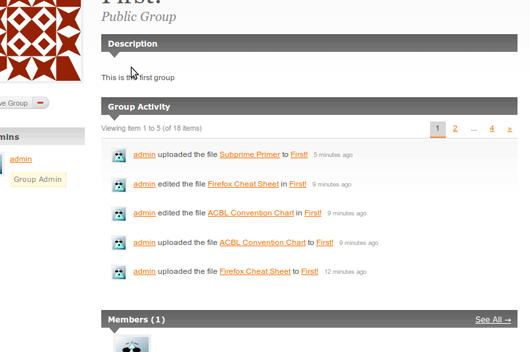 First!
Public Group
Description
This is the first group
ve Group
Group Activity
Viewing item 1 to 5 (of 18 items)
1 2 ... 4 »
mins
admin
Group Admin
admin uploaded the file Subprime Primer to First! 5 minutes ago
admin edited the file Firefox Cheat Sheet in First! 9 minutes ago
admin edited the file ACBL Convention Chart in First! 9 minutes ago
admin uploaded the file ACBL Convention Chart to First! 9 minutes ago
admin uploaded the file Firefox Cheat Sheet to First! 12 minutes ago
Members (1)
See All →